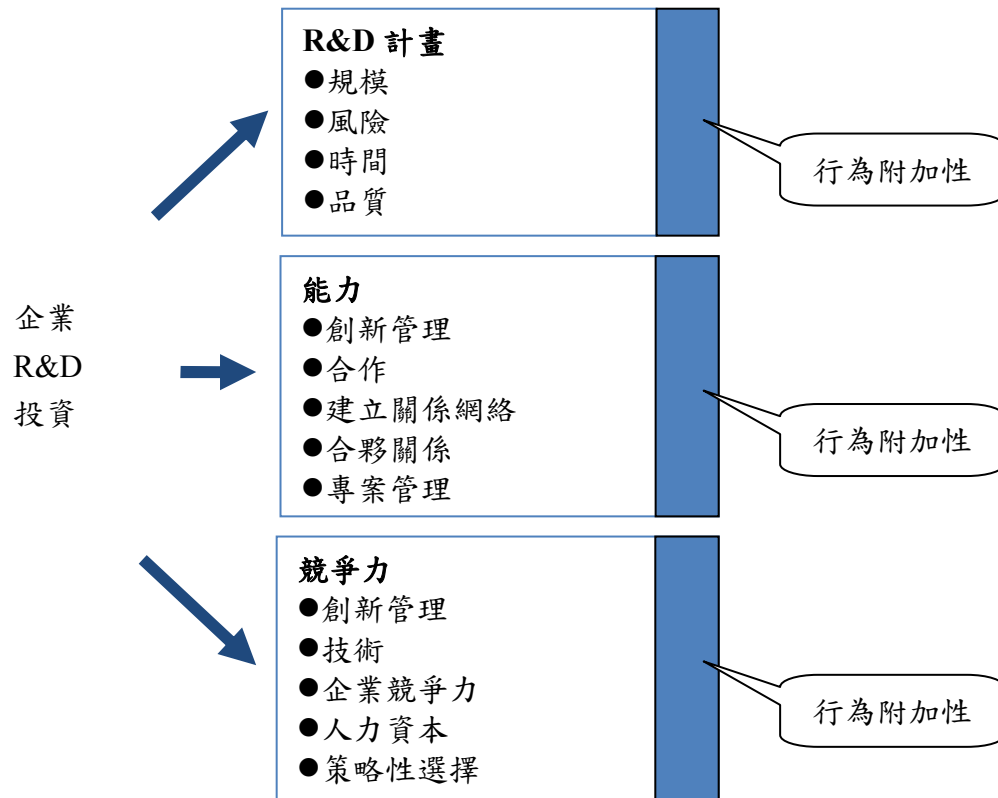 R&D 計畫
●規模
●風險
●時間
●品質
行為附加性
企業
R&D
投資
能力
●創新管理
●合作
●建立關係網絡
●合夥關係
●專案管理
行為附加性
競爭力
●創新管理
●技術
●企業競爭力
●人力資本
●策略性選擇
行為附加性